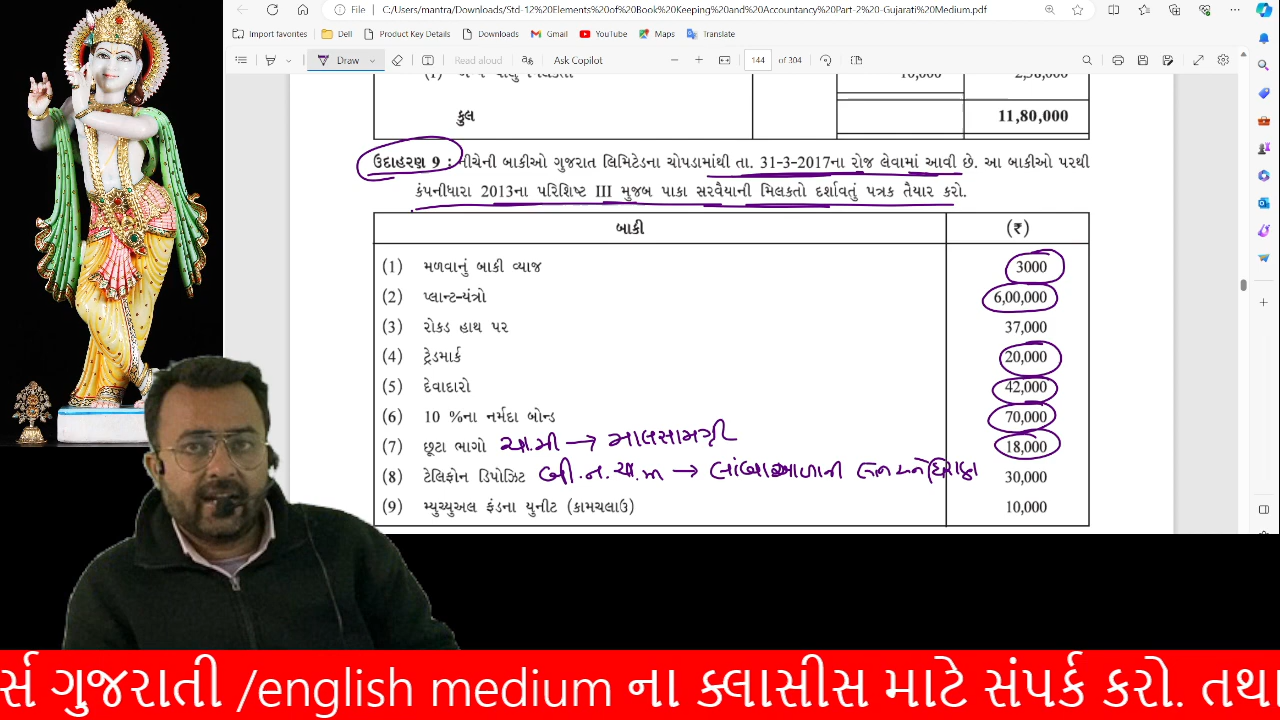 File
C:/Users/mantra/Downloads/Std-12%20Elements%20of%20Book%20Keeping%20and%20Accountancy%20Part-2%20-Gujarati%20Medium.pdf
Import favorites Dell Product Key Details Downloads Gmail YouTube Maps Translate
Draw Read aloud Ask Copilot 144 of 304
કુલ 11,80,000
ઉદાહરણ 9 : નીચેની બાકીઓ ગુજરાત લિમિટેડના ચોપડામાંથી તા. 31-3-2017ના રોજ લેવામાં આવી છે. આ બાકીઓ પરથી
કંપનીધારા 2013ના પરિશિષ્ટ III મુજબ પાકા સરવૈયાની મિલકતો દર્શાવતું પત્રક તૈયાર કરો.
બાકી (₹)
(1) મળવાનું બાકી વ્યાજ 3000
(2) પ્લાન્ટ-યંત્રો 6,00,000
(3) રોકડ હાથ પર 37,000
(4) ટ્રેડમાર્ક 20,000
(5) દેવાદારો 42,000
(6) 10 %ના નર્મદા બોન્ડ 70,000
(7) છૂટા ભાગો ચા.મી → માલસામગ્રી 18,000
(8) ટેલિફોન ડિપોઝિટ બી.ન.ચા.મ → લાંબાગાળાની 30,000
(9) મ્યુચ્યુઅલ ફંડના યુનીટ (કામચલાઉ) 10,000
ર્સ ગુજરાતી /english medium ના ક્લાસીસ માટે સંપર્ક કરો. તથા